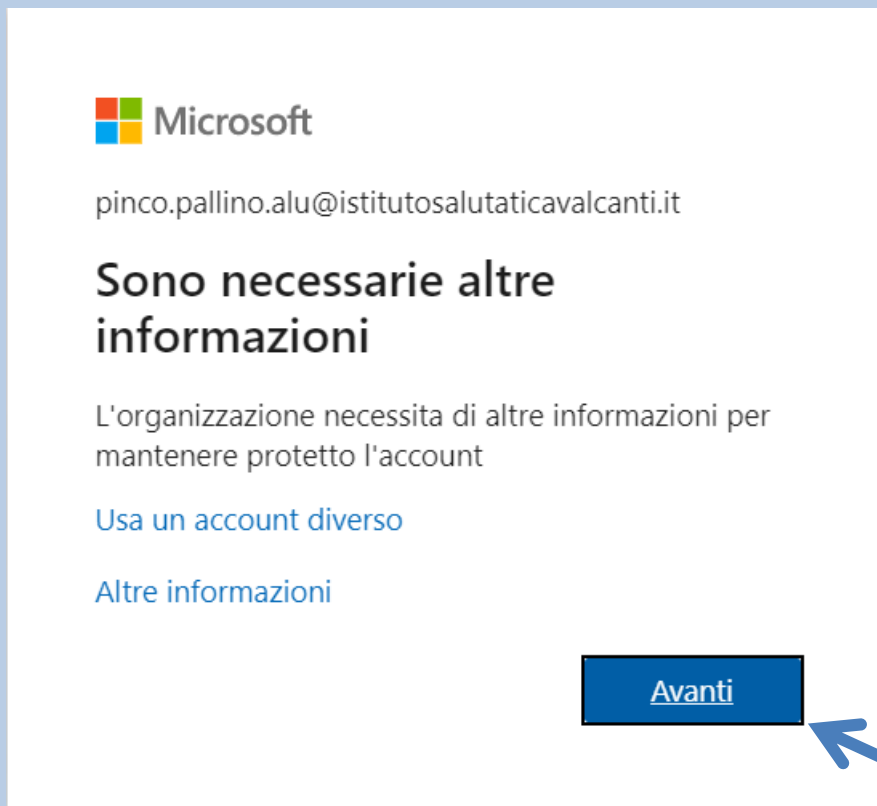 Microsoft
pinco.pallino.alu@istitutosalutaticavalcanti.it
Sono necessarie altre
informazioni
L'organizzazione necessita di altre informazioni per
mantenere protetto l'account
Usa un account diverso
Altre informazioni
Avanti